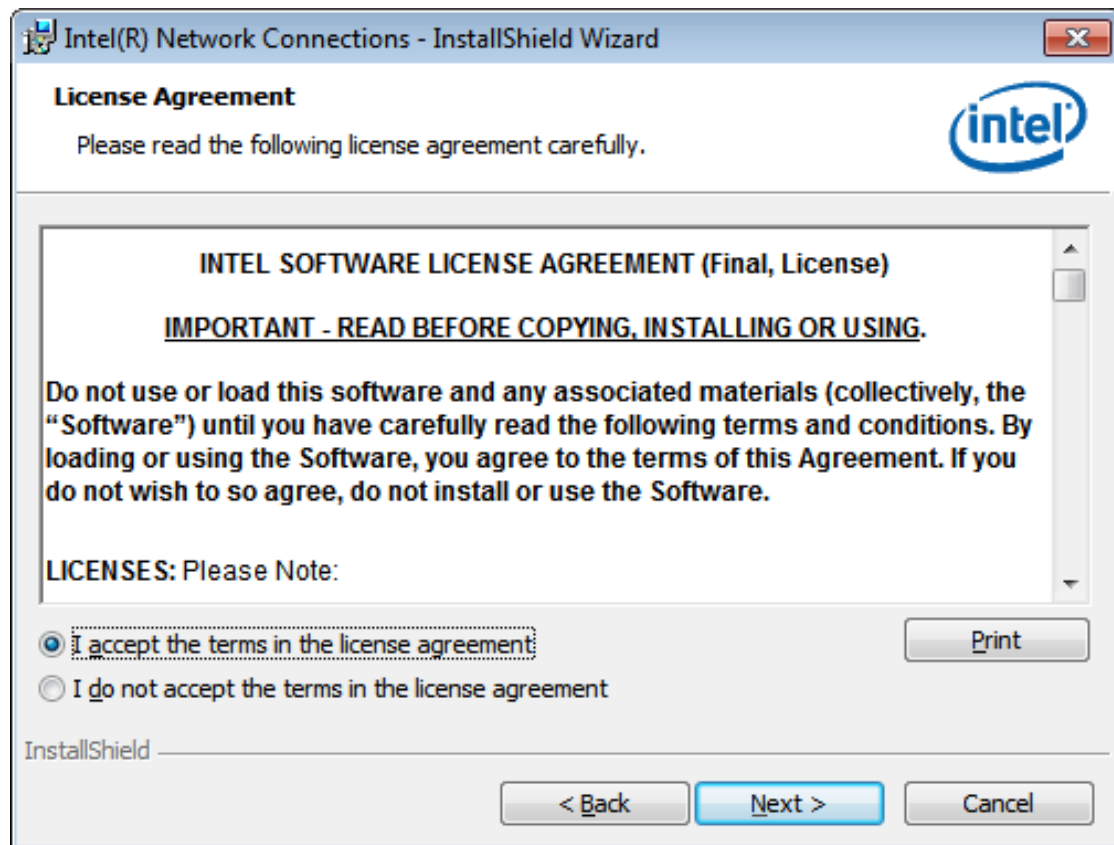 Intel(R) Network Connections - InstallShield Wizard
License Agreement
Please read the following license agreement carefully.
intel
INTEL SOFTWARE LICENSE AGREEMENT (Final, License)
IMPORTANT - READ BEFORE COPYING, INSTALLING OR USING.
Do not use or load this software and any associated materials (collectively, the
“Software”) until you have carefully read the following terms and conditions. By
loading or using the Software, you agree to the terms of this Agreement. If you
do not wish to so agree, do not install or use the Software.
LICENSES: Please Note:
I accept the terms in the license agreement
Print
I do not accept the terms in the license agreement
InstallShield
< Back
Next >
Cancel